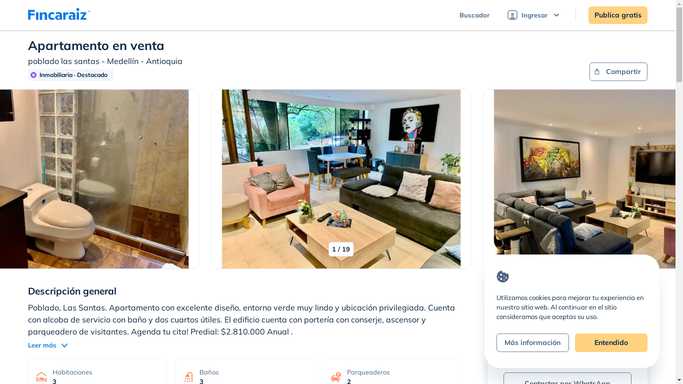 Fincaraiz
Buscador
Ingresar
Publica gratis
Apartamento en venta
poblado las santas - Medellín - Antioquia
Inmobiliaria - Destacado
Compartir
1 / 19
Descripción general
Poblado, Las Santas. Apartamento con excelente diseño, entorno verde muy lindo y ubicación privilegiada. Cuenta
con alcoba de servicio con baño y dos cuartos útiles. El edificio cuenta con portería con conserje, ascensor y
parqueadero de visitantes. Agenda tu cita! Predial: $2.810.000 Anual .
Leer más
Utilizamos cookies para mejorar tu experiencia en
nuestro sitio web. Al continuar en el sitio
consideramos que aceptas su uso.
Más información
Entendido
Habitaciones
3
Baños
3
Parqueaderos
2
Contactar por WhatsApp